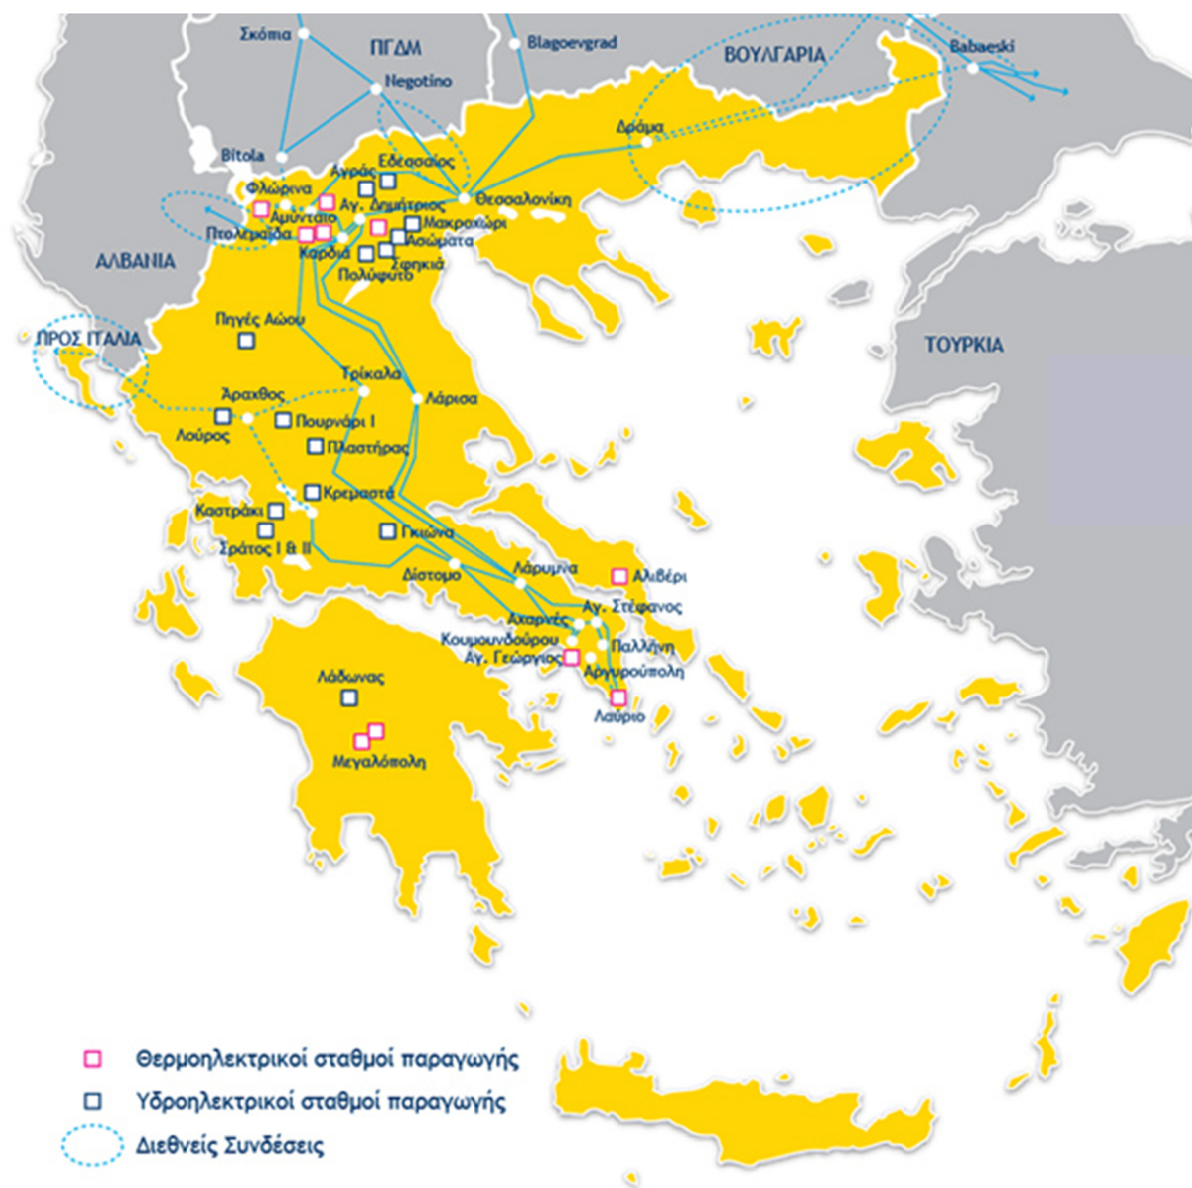 Σκόπια
ΠΓΔΜ
Blagoevgrad
ΒΟΥΛΓΑΡΙΑ
Babaeski
Negotino
Δράμα
Bitola
Εδεσσαίος
Αγράς
Φλώρινα
Θεσσαλονίκη
Αγ. Δημήτριος
Αμύνταιο
Μακροχώρι
Πτολεμαΐδα
Ασώματα
Καρδιά
ΑΛΒΑΝΙΑ
Σφηκιά
Πολύφυτο
Πηγές Αώου
ΠΡΟΣ ΙΤΑΛΙΑ
ΤΟΥΡΚΙΑ
Τρίκαλα
Άραχθος
Λάρισα
Πουρνάρι Ι
Λούρος
Πλαστήρας
Κρεμαστά
Καστράκι
Γκιώνα
Σράτος Ι & ΙΙ
Δίστομο
Λάρυμνα
Αλιβέρι
Αγ. Στέφανος
Αχαρνές
Κουμουνδούρου
Παλλήνη
Αγ. Γεώργιος
Αργυρούπολη
Λάδωνας
Λαύριο
Μεγαλόπολη
Θερμοηλεκτρικοί σταθμοί παραγωγής
Υδροηλεκτρικοί σταθμοί παραγωγής
Διεθνείς Συνδέσεις